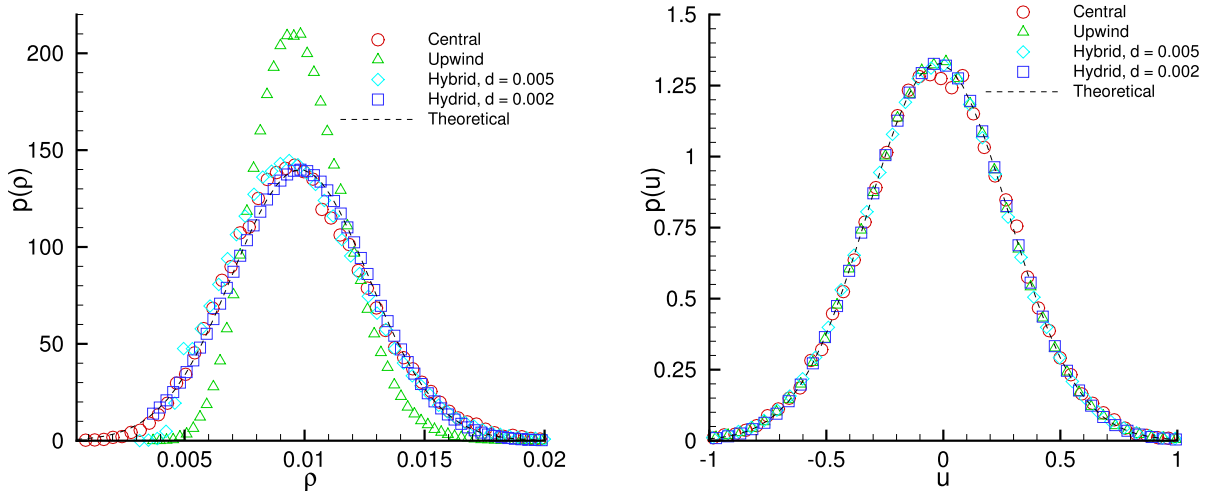 200
150
100
50
0
p(ρ)
0.005
0.01
0.015
0.02
ρ
Central
Upwind
Hybrid, d = 0.005
Hydrid, d = 0.002
Theoretical
1.5
1.25
1
0.75
0.5
0.25
0
p(u)
-1
-0.5
0
0.5
1
u
Central
Upwind
Hybrid, d = 0.005
Hydrid, d = 0.002
Theoretical